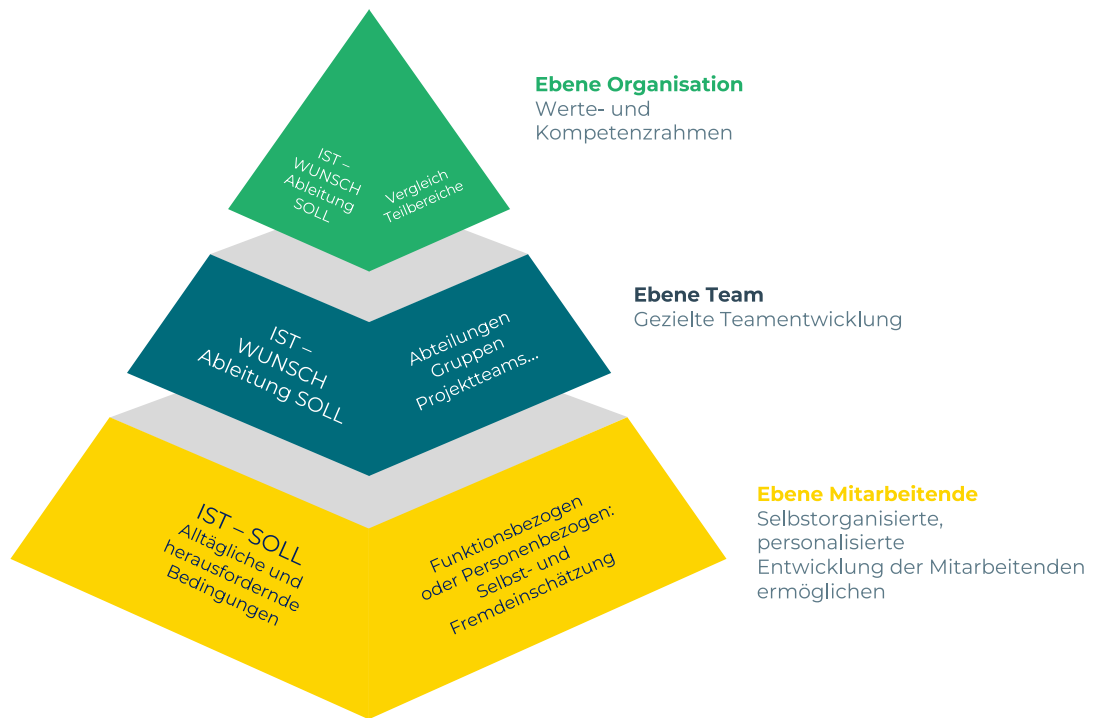 Ebene Organisation
Werte- und
Kompetenzrahmen
IST –
WUNSCH
Ableitung
SOLL
Vergleich
Teilbereiche
Ebene Team
Gezielte Teamentwicklung
IST –
WUNSCH
Ableitung SOLL
Abteilungen
Gruppen
Projektteams...
Ebene Mitarbeitende
Selbstorganisierte,
personalisierte
Entwicklung der Mitarbeitenden
ermöglichen
IST – SOLL
Alltägliche und
herausfordernde
Bedingungen
Funktionsbezogen
oder Personenbezogen:
Selbst- und
Fremdeinschätzung